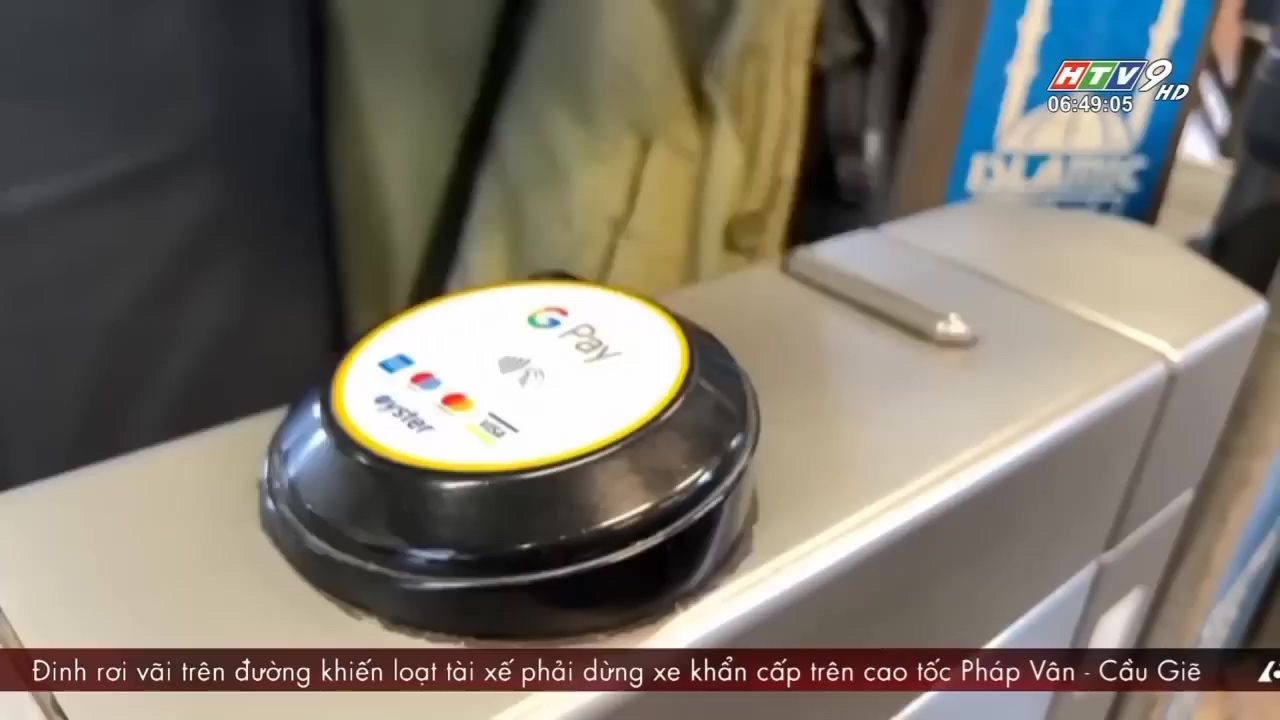 HTV9 HD
06:49:05
ISLAMIC
G Pay
oyster
VISA
Đinh rơi vãi trên đường khiến loạt tài xế phải dừng xe khẩn cấp trên cao tốc Pháp Vân - Cầu Giẽ